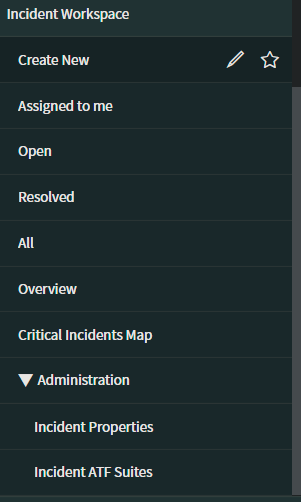 Incident Workspace
Create New
Assigned to me
Open
Resolved
All
Overview
Critical Incidents Map
Administration
Incident Properties
Incident ATF Suites